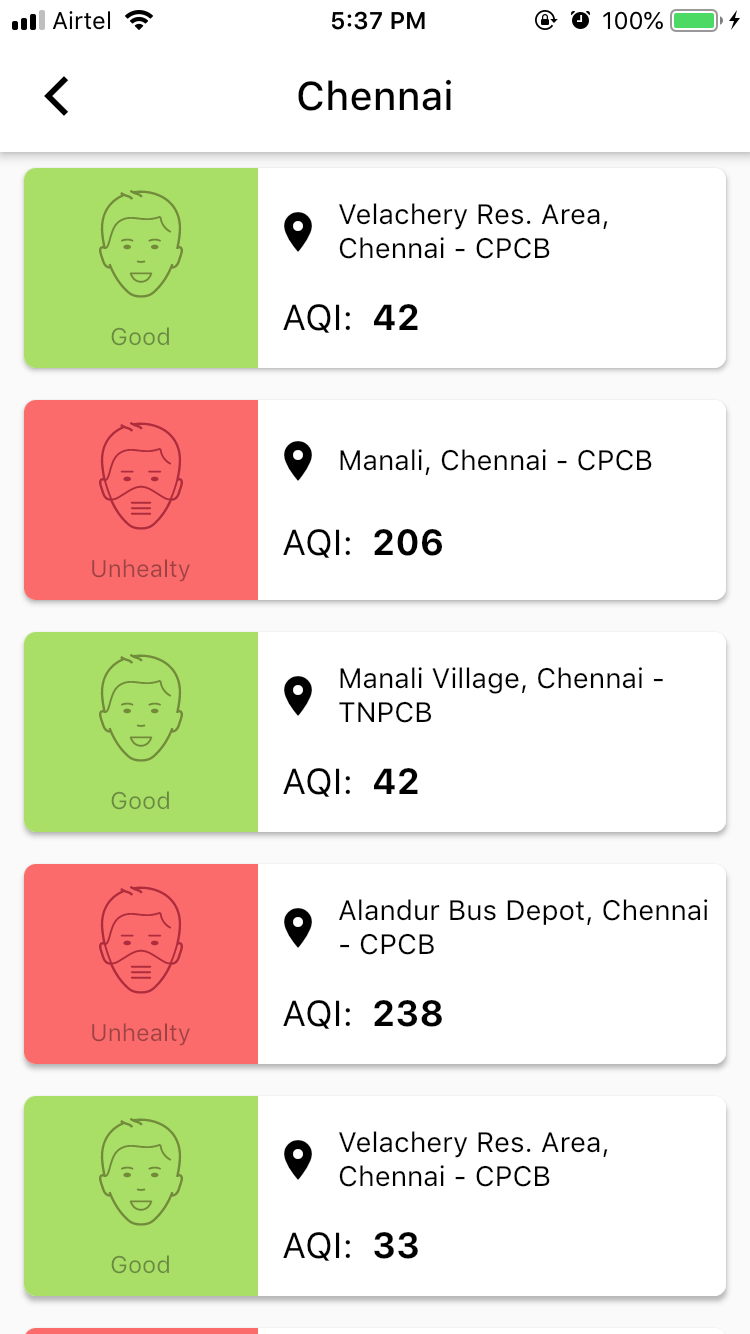 Airtel 5:37 PM 100%
Chennai
Velachery Res. Area,
Chennai - CPCB
AQI: 42
Good
Manali, Chennai - CPCB
AQI: 206
Unhealty
Manali Village, Chennai -
TNPCB
AQI: 42
Good
Alandur Bus Depot, Chennai
- CPCB
AQI: 238
Unhealty
Velachery Res. Area,
Chennai - CPCB
AQI: 33
Good